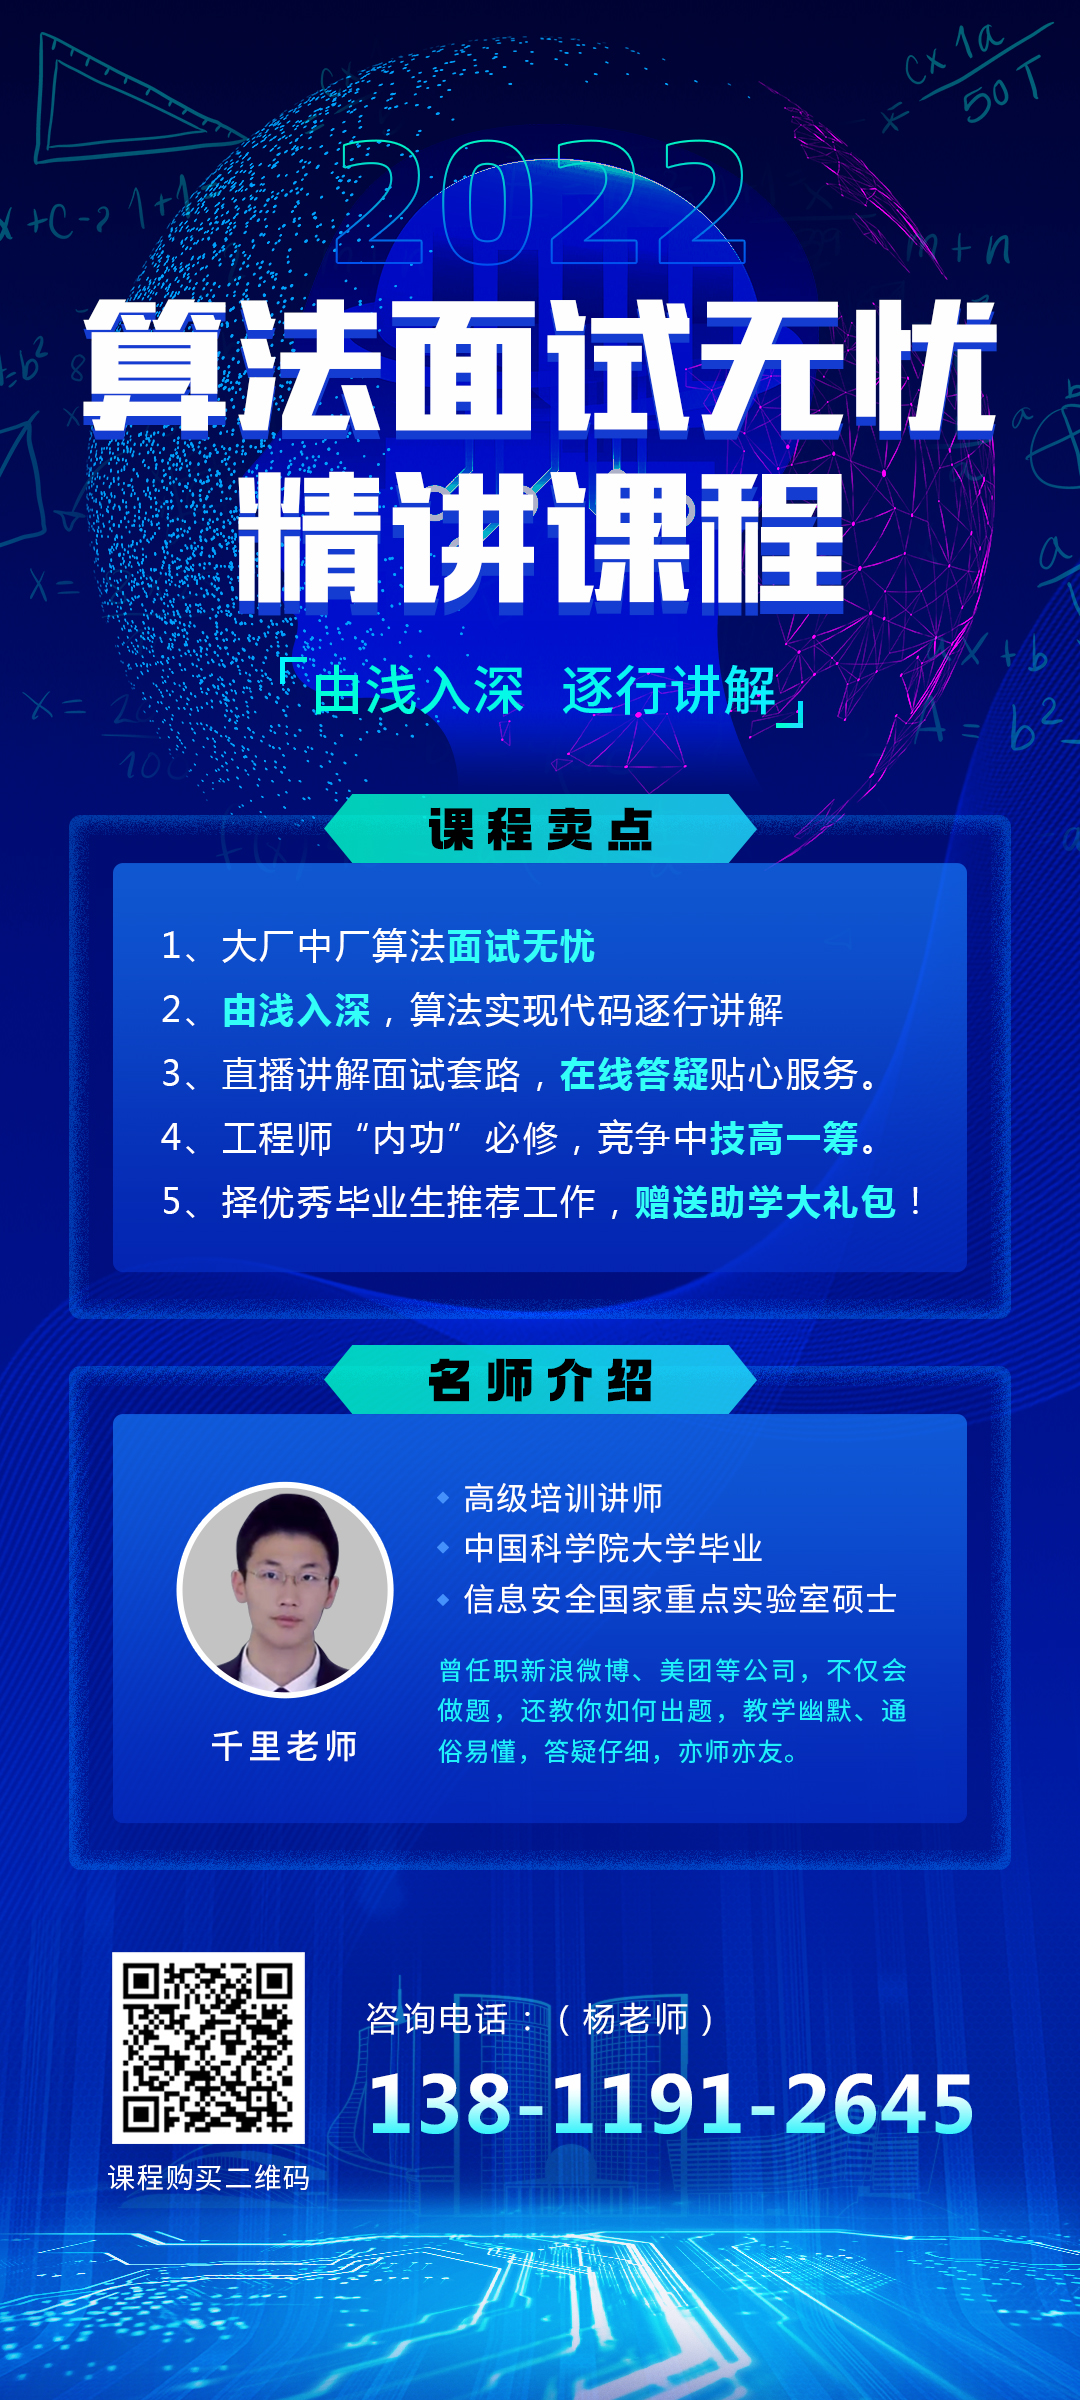 2022
算法面试无忧
精讲课程
「由浅入深 逐行讲解」
课程卖点
1、大厂中厂算法面试无忧
2、由浅入深，算法实现代码逐行讲解
3、直播讲解面试套路，在线答疑贴心服务。
4、工程师“内功”必修，竞争中技高一筹。
5、择优秀毕业生推荐工作，赠送助学大礼包！
名师介绍
高级培训讲师
中国科学院大学毕业
信息安全国家重点实验室硕士
曾任职新浪微博、美团等公司，不仅会
做题，还教你如何出题，教学幽默、通
俗易懂，答疑仔细，亦师亦友。
千里老师
咨询电话：（杨老师）
138-1191-2645
课程购买二维码